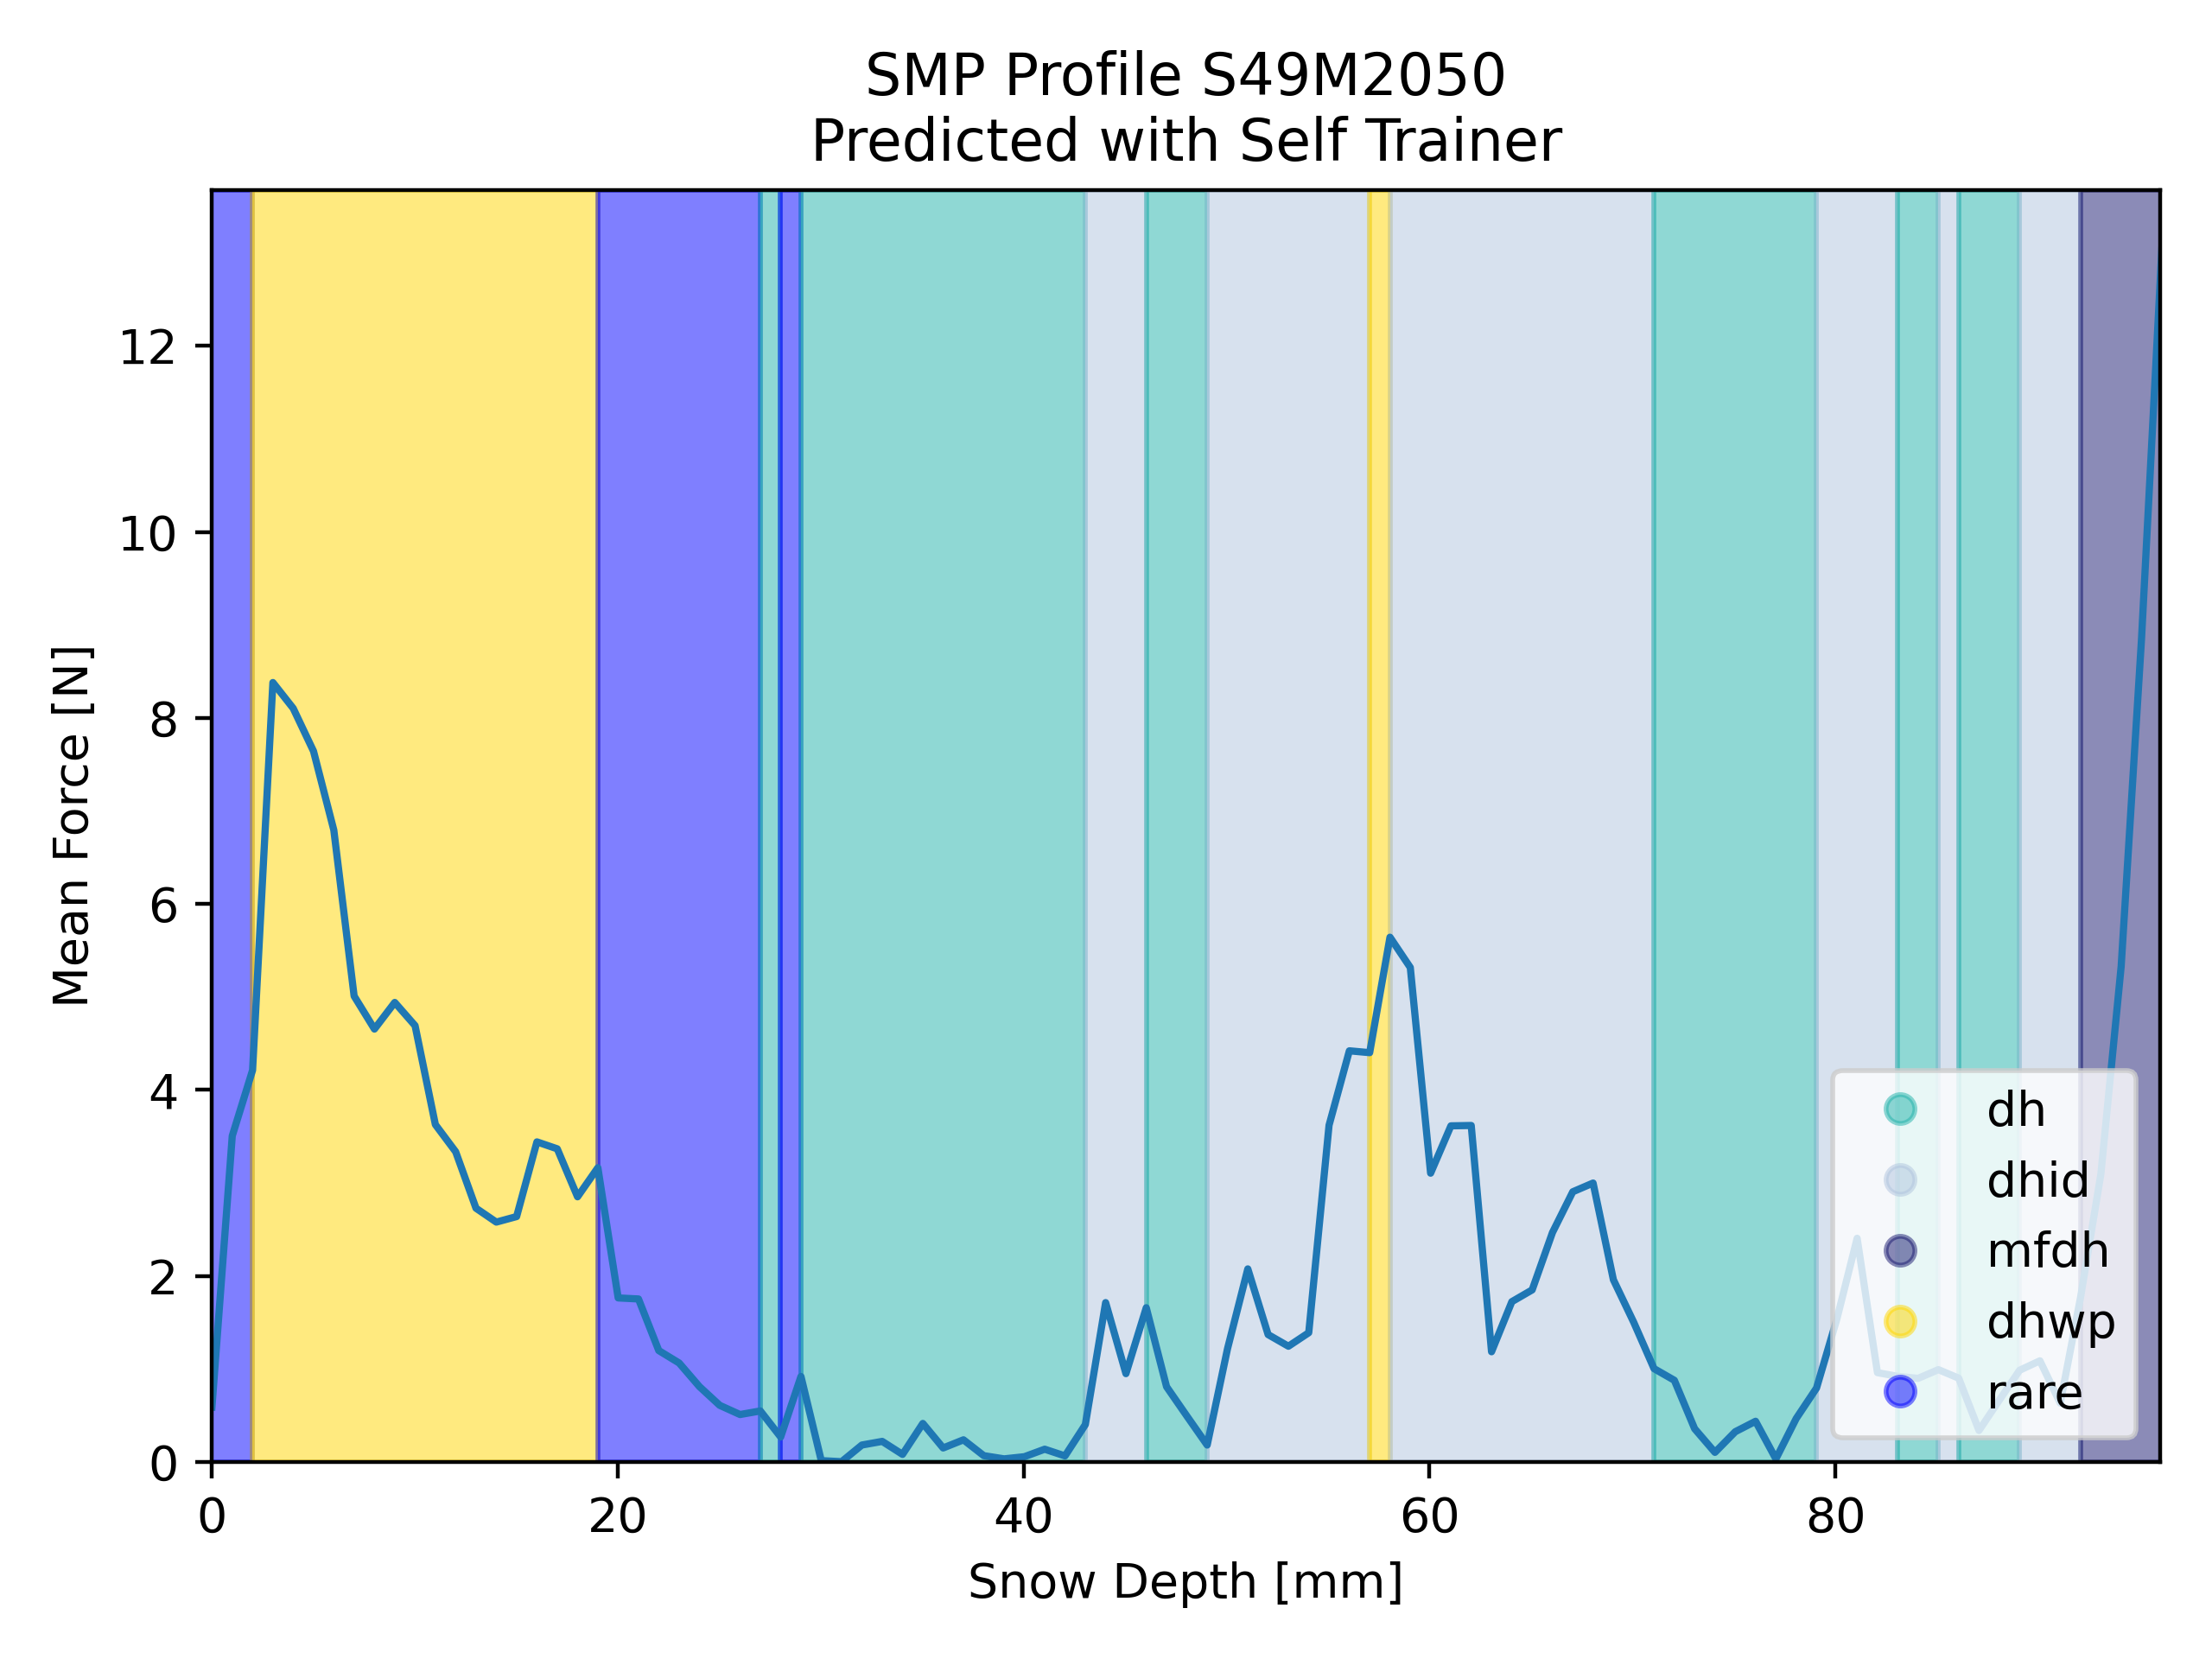 SMP Profile S49M2050
Predicted with Self Trainer
12
10
8
6
4
2
0
Mean Force [N]
0 20 40 60 80
Snow Depth [mm]
dh
dhid
mfdh
dhwp
rare